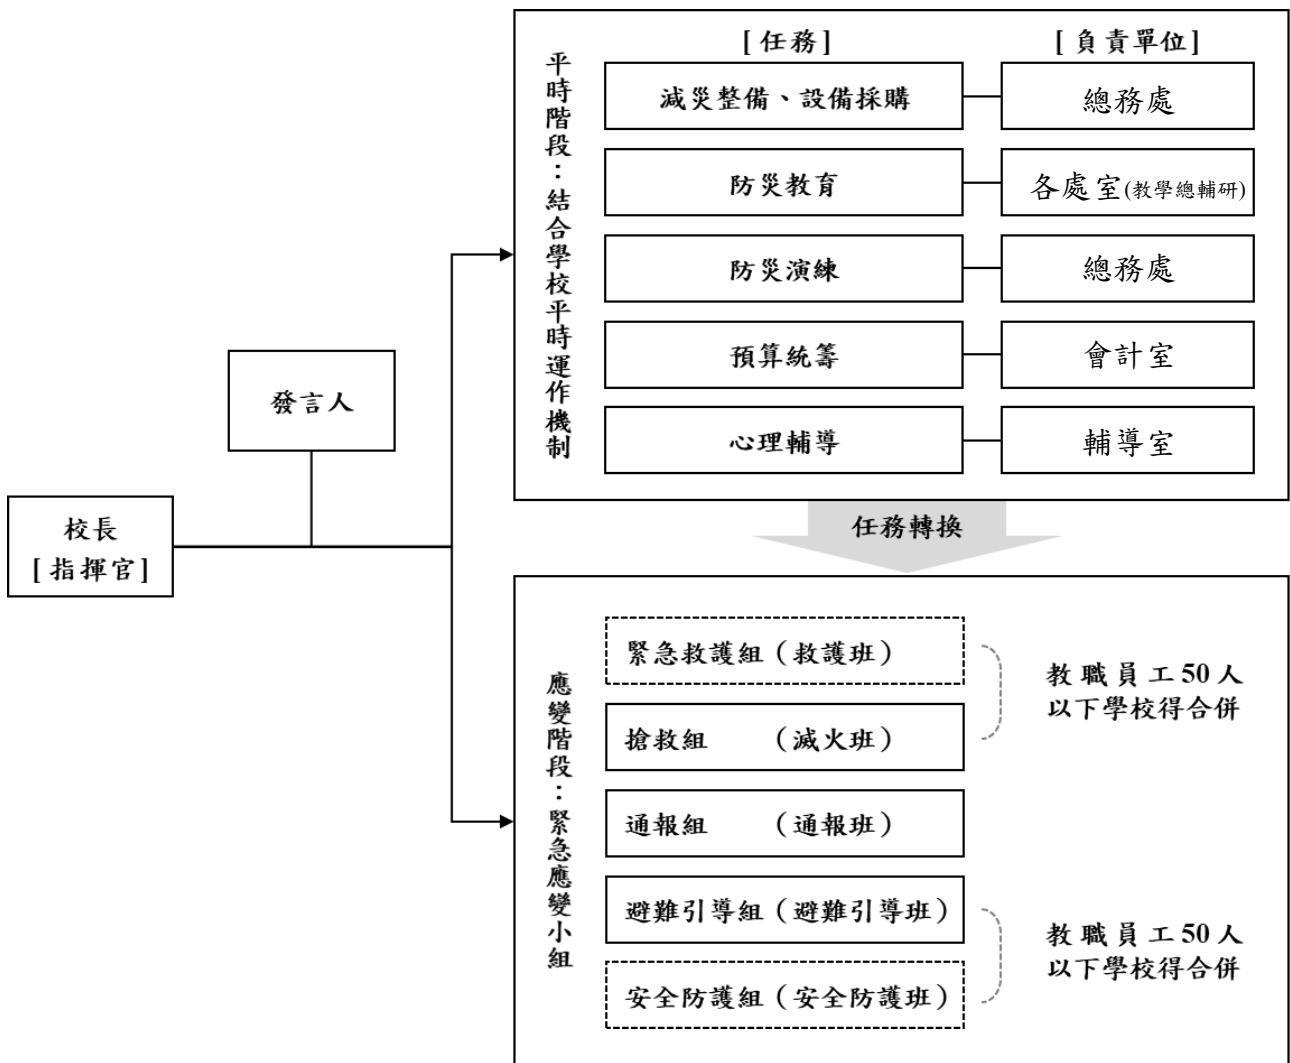 發言人
校長
[指揮官]
平時階段：結合學校平時運作機制
[任務]
[負責單位]
減災整備、設備採購
總務處
防災教育
各處室(教學總輔研)
防災演練
總務處
預算統籌
會計室
心理輔導
輔導室
任務轉換
應變階段：緊急應變小組
緊急救護組（救護班）
搶救組　　（滅火班）
教職員工50人
以下學校得合併
通報組　　（通報班）
避難引導組（避難引導班）
安全防護組（安全防護班）
教職員工50人
以下學校得合併